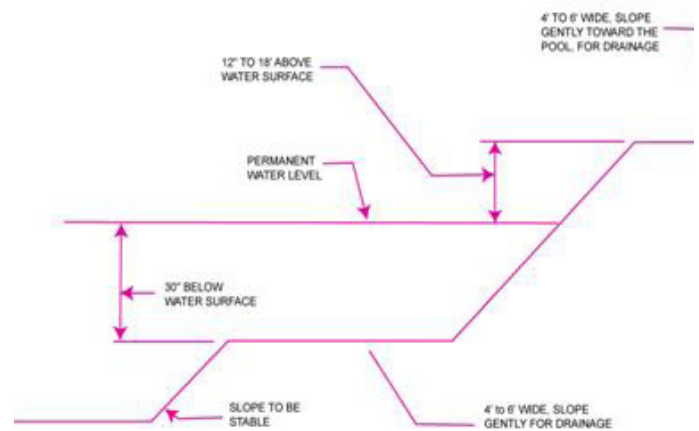 4' TO 6' WIDE, SLOPE
GENTLY TOWARD THE
POOL, FOR DRAINAGE
12" TO 18' ABOVE
WATER SURFACE
PERMANENT
WATER LEVEL
30" BELOW
WATER SURFACE
SLOPE TO BE
STABLE
4' to 6' WIDE, SLOPE
GENTLY FOR DRAINAGE